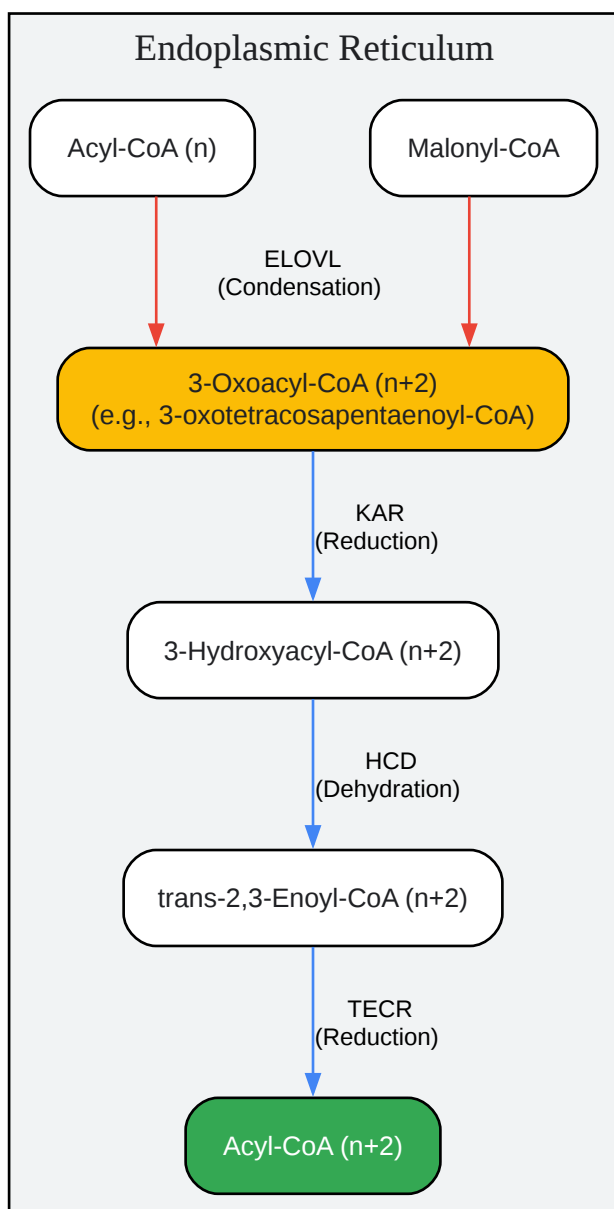 Endoplasmic Reticulum
Acyl-CoA (n)
Malonyl-CoA
ELOVL
(Condensation)
3-Oxoacyl-CoA (n+2)
(e.g., 3-oxotetracosapentaenoyl-CoA)
KAR
(Reduction)
3-Hydroxyacyl-CoA (n+2)
HCD
(Dehydration)
trans-2,3-Enoyl-CoA (n+2)
TECR
(Reduction)
Acyl-CoA (n+2)